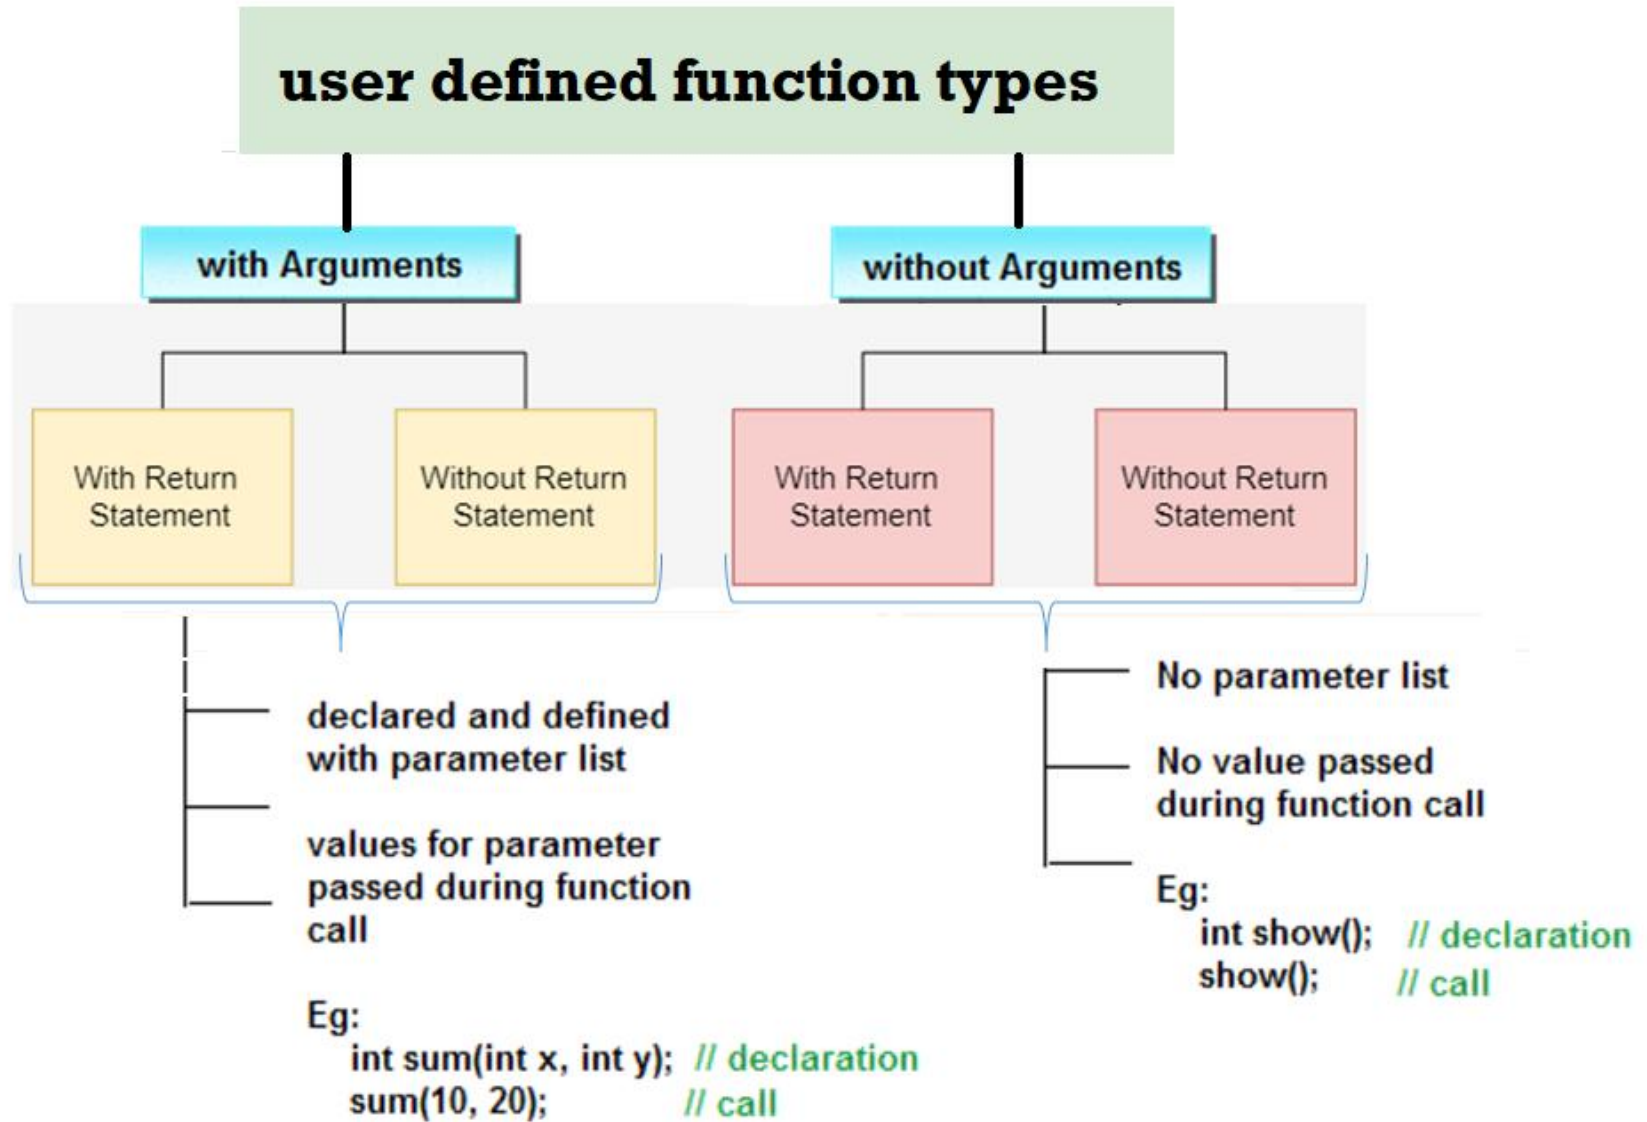 user defined function types
with Arguments
without Arguments
With Return
Statement
Without Return
Statement
With Return
Statement
Without Return
Statement
declared and defined
with parameter list
values for parameter
passed during function
call
Eg:
int sum(int x, int y); // declaration
sum(10, 20); // call
No parameter list
No value passed
during function call
Eg:
int show(); // declaration
show(); // call